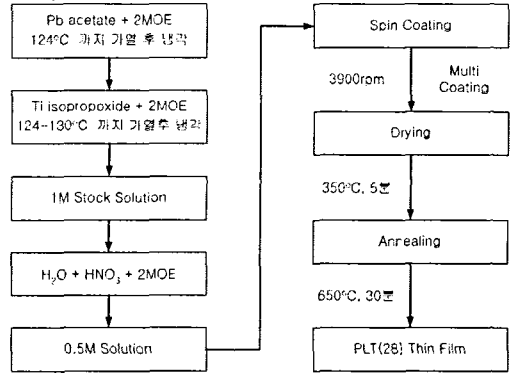 Pb acetate + 2MOE
124°C 까지 가열 후 냉각
Ti isopropoxide + 2MOE
124-130°C 까지 가열후 냉각
1M Stock Solution
H₂O + HNO₃ + 2MOE
0.5M Solution
Spin Coating
3900rpm
Multi
Coating
Drying
350°C, 5분
Annealing
650°C, 30분
PLT(28) Thin Film